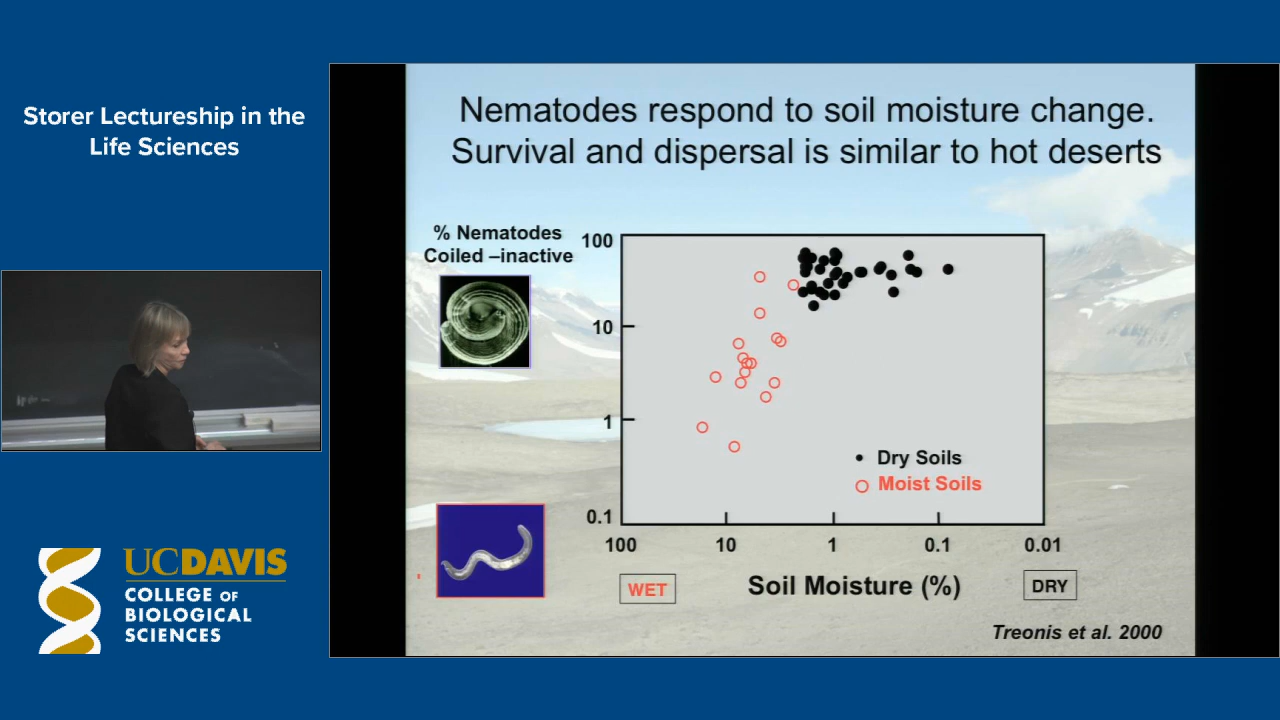 Storer Lectureship in the
Life Sciences
UCDAVIS
COLLEGE OF
BIOLOGICAL
SCIENCES
Nematodes respond to soil moisture change.
Survival and dispersal is similar to hot deserts
% Nematodes
Coiled –inactive
100
10
1
0.1
Dry Soils
Moist Soils
100 10 1 0.1 0.01
WET Soil Moisture (%) DRY
Treonis et al. 2000